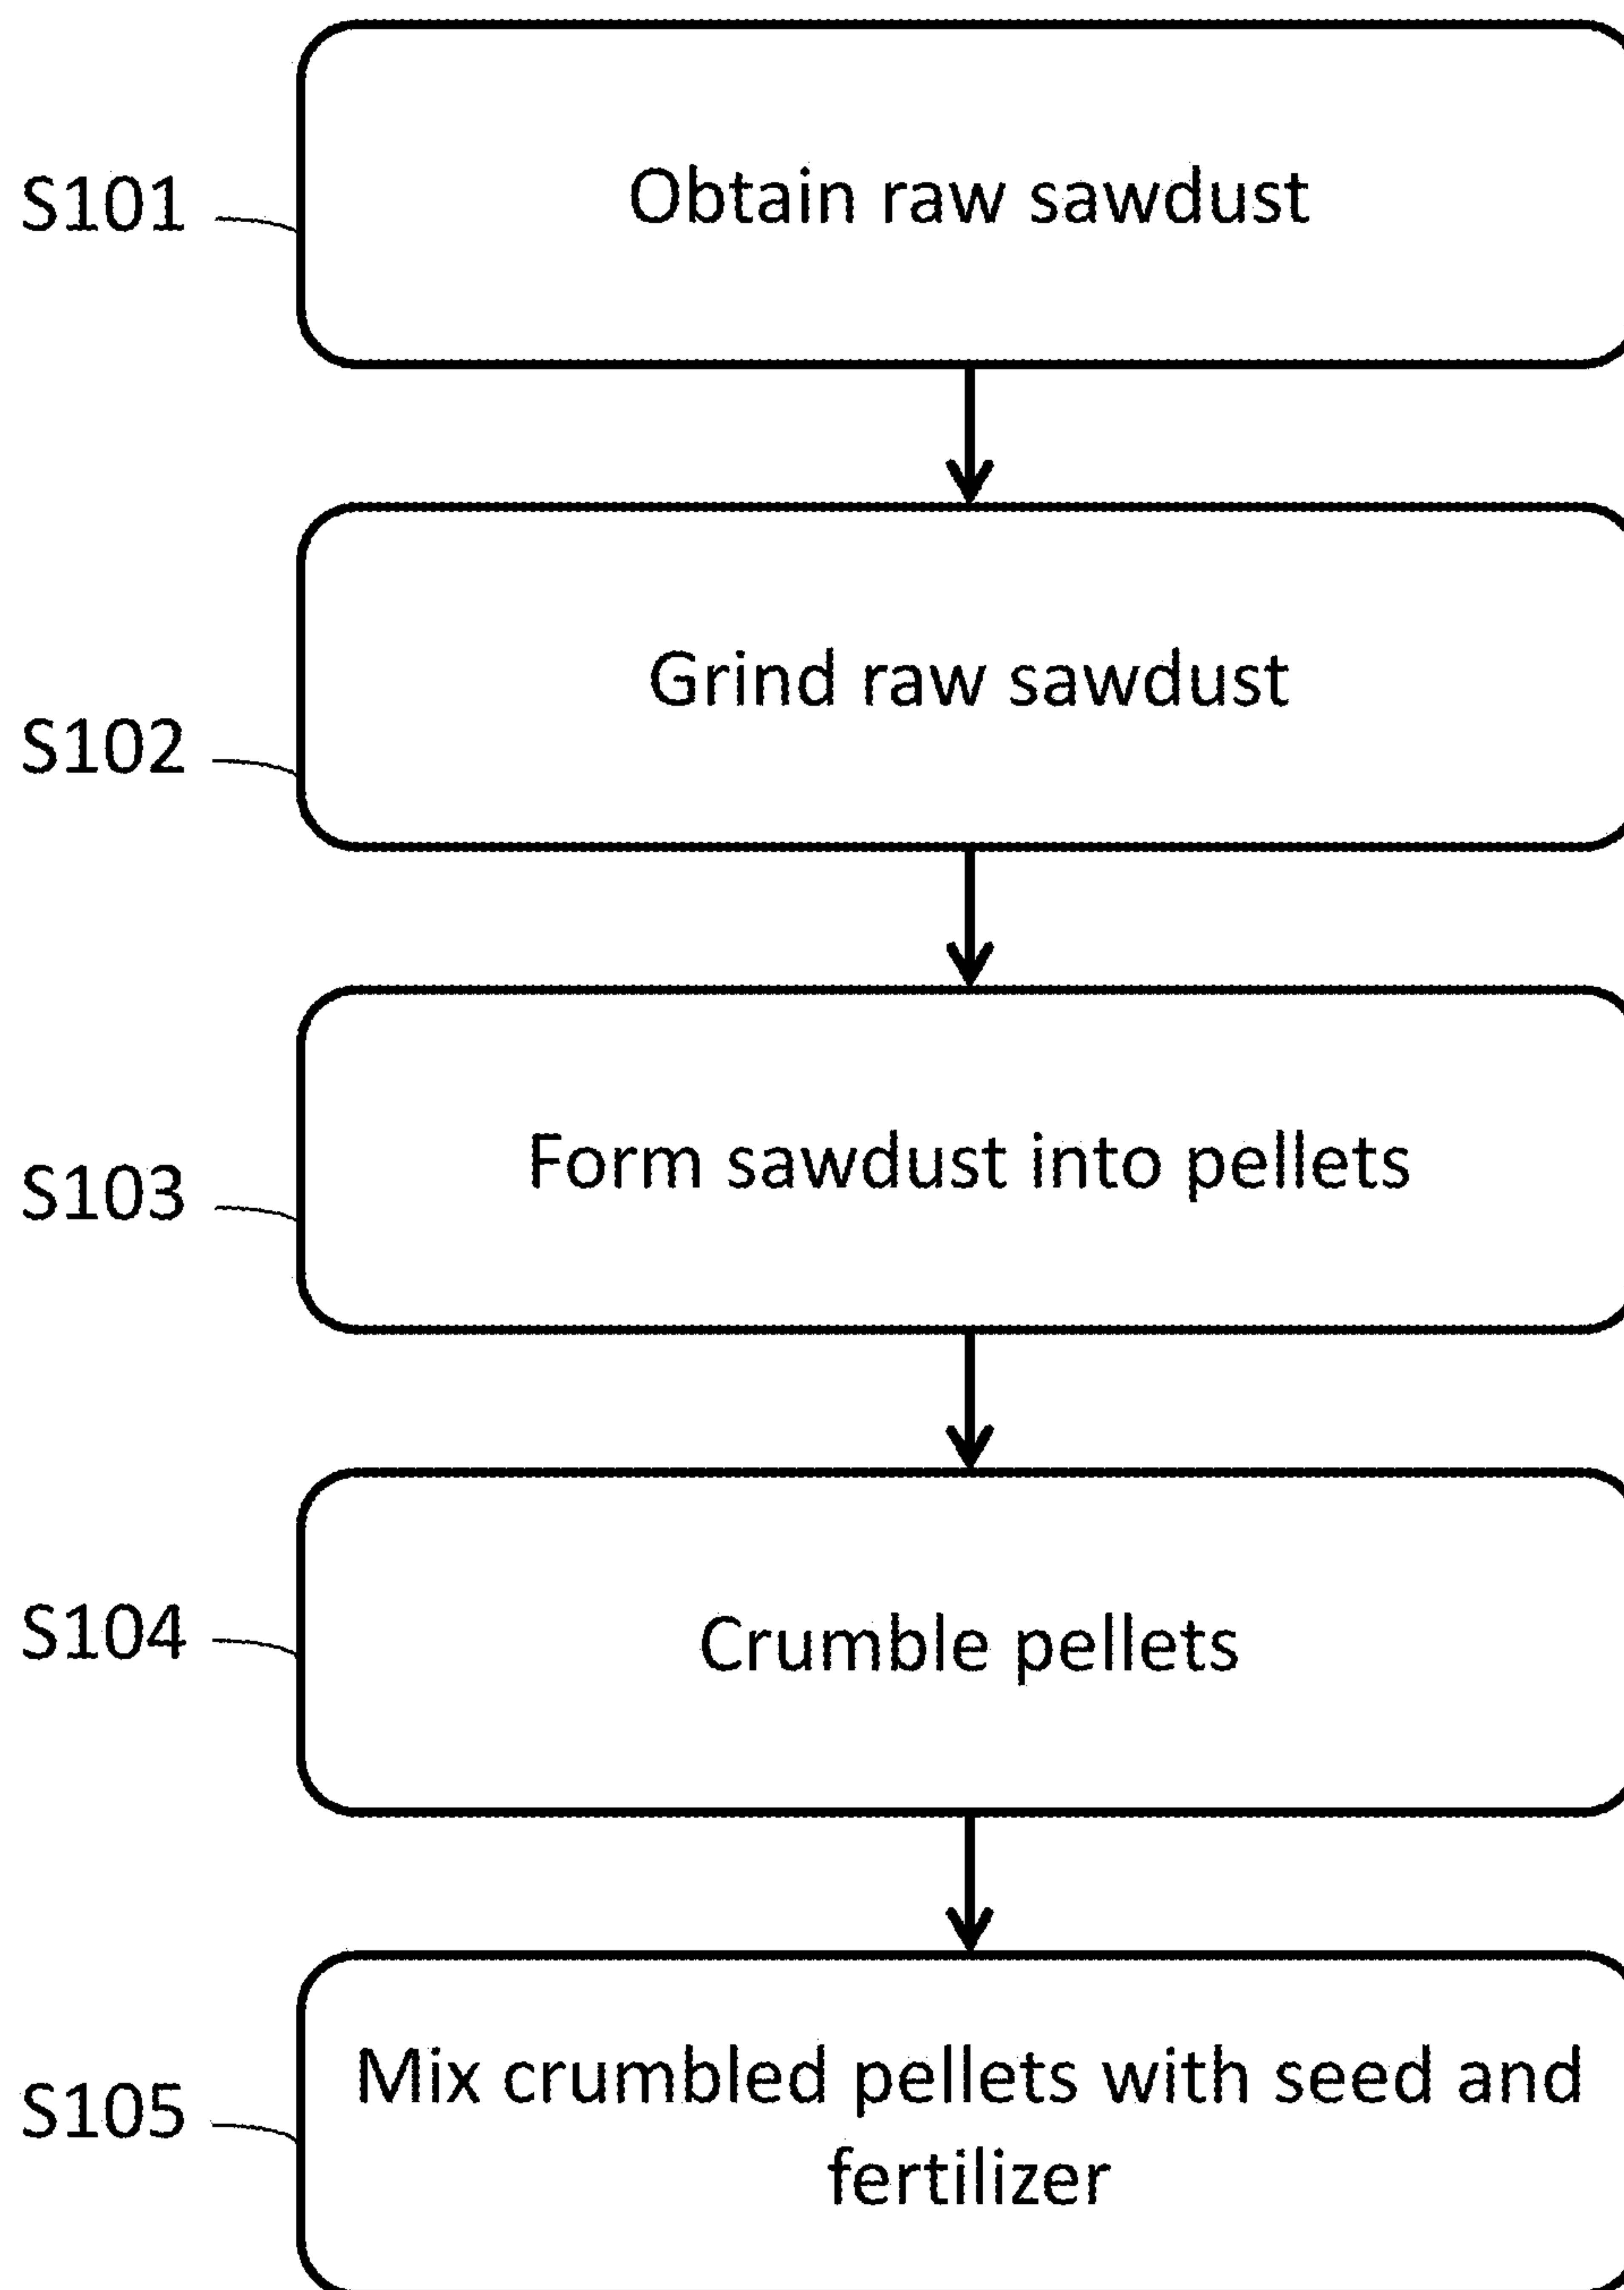 S101
Obtain raw sawdust
S102
Grind raw sawdust
S103
Form sawdust into pellets
S104
Crumble pellets
S105
Mix crumbled pellets with seed and
fertilizer